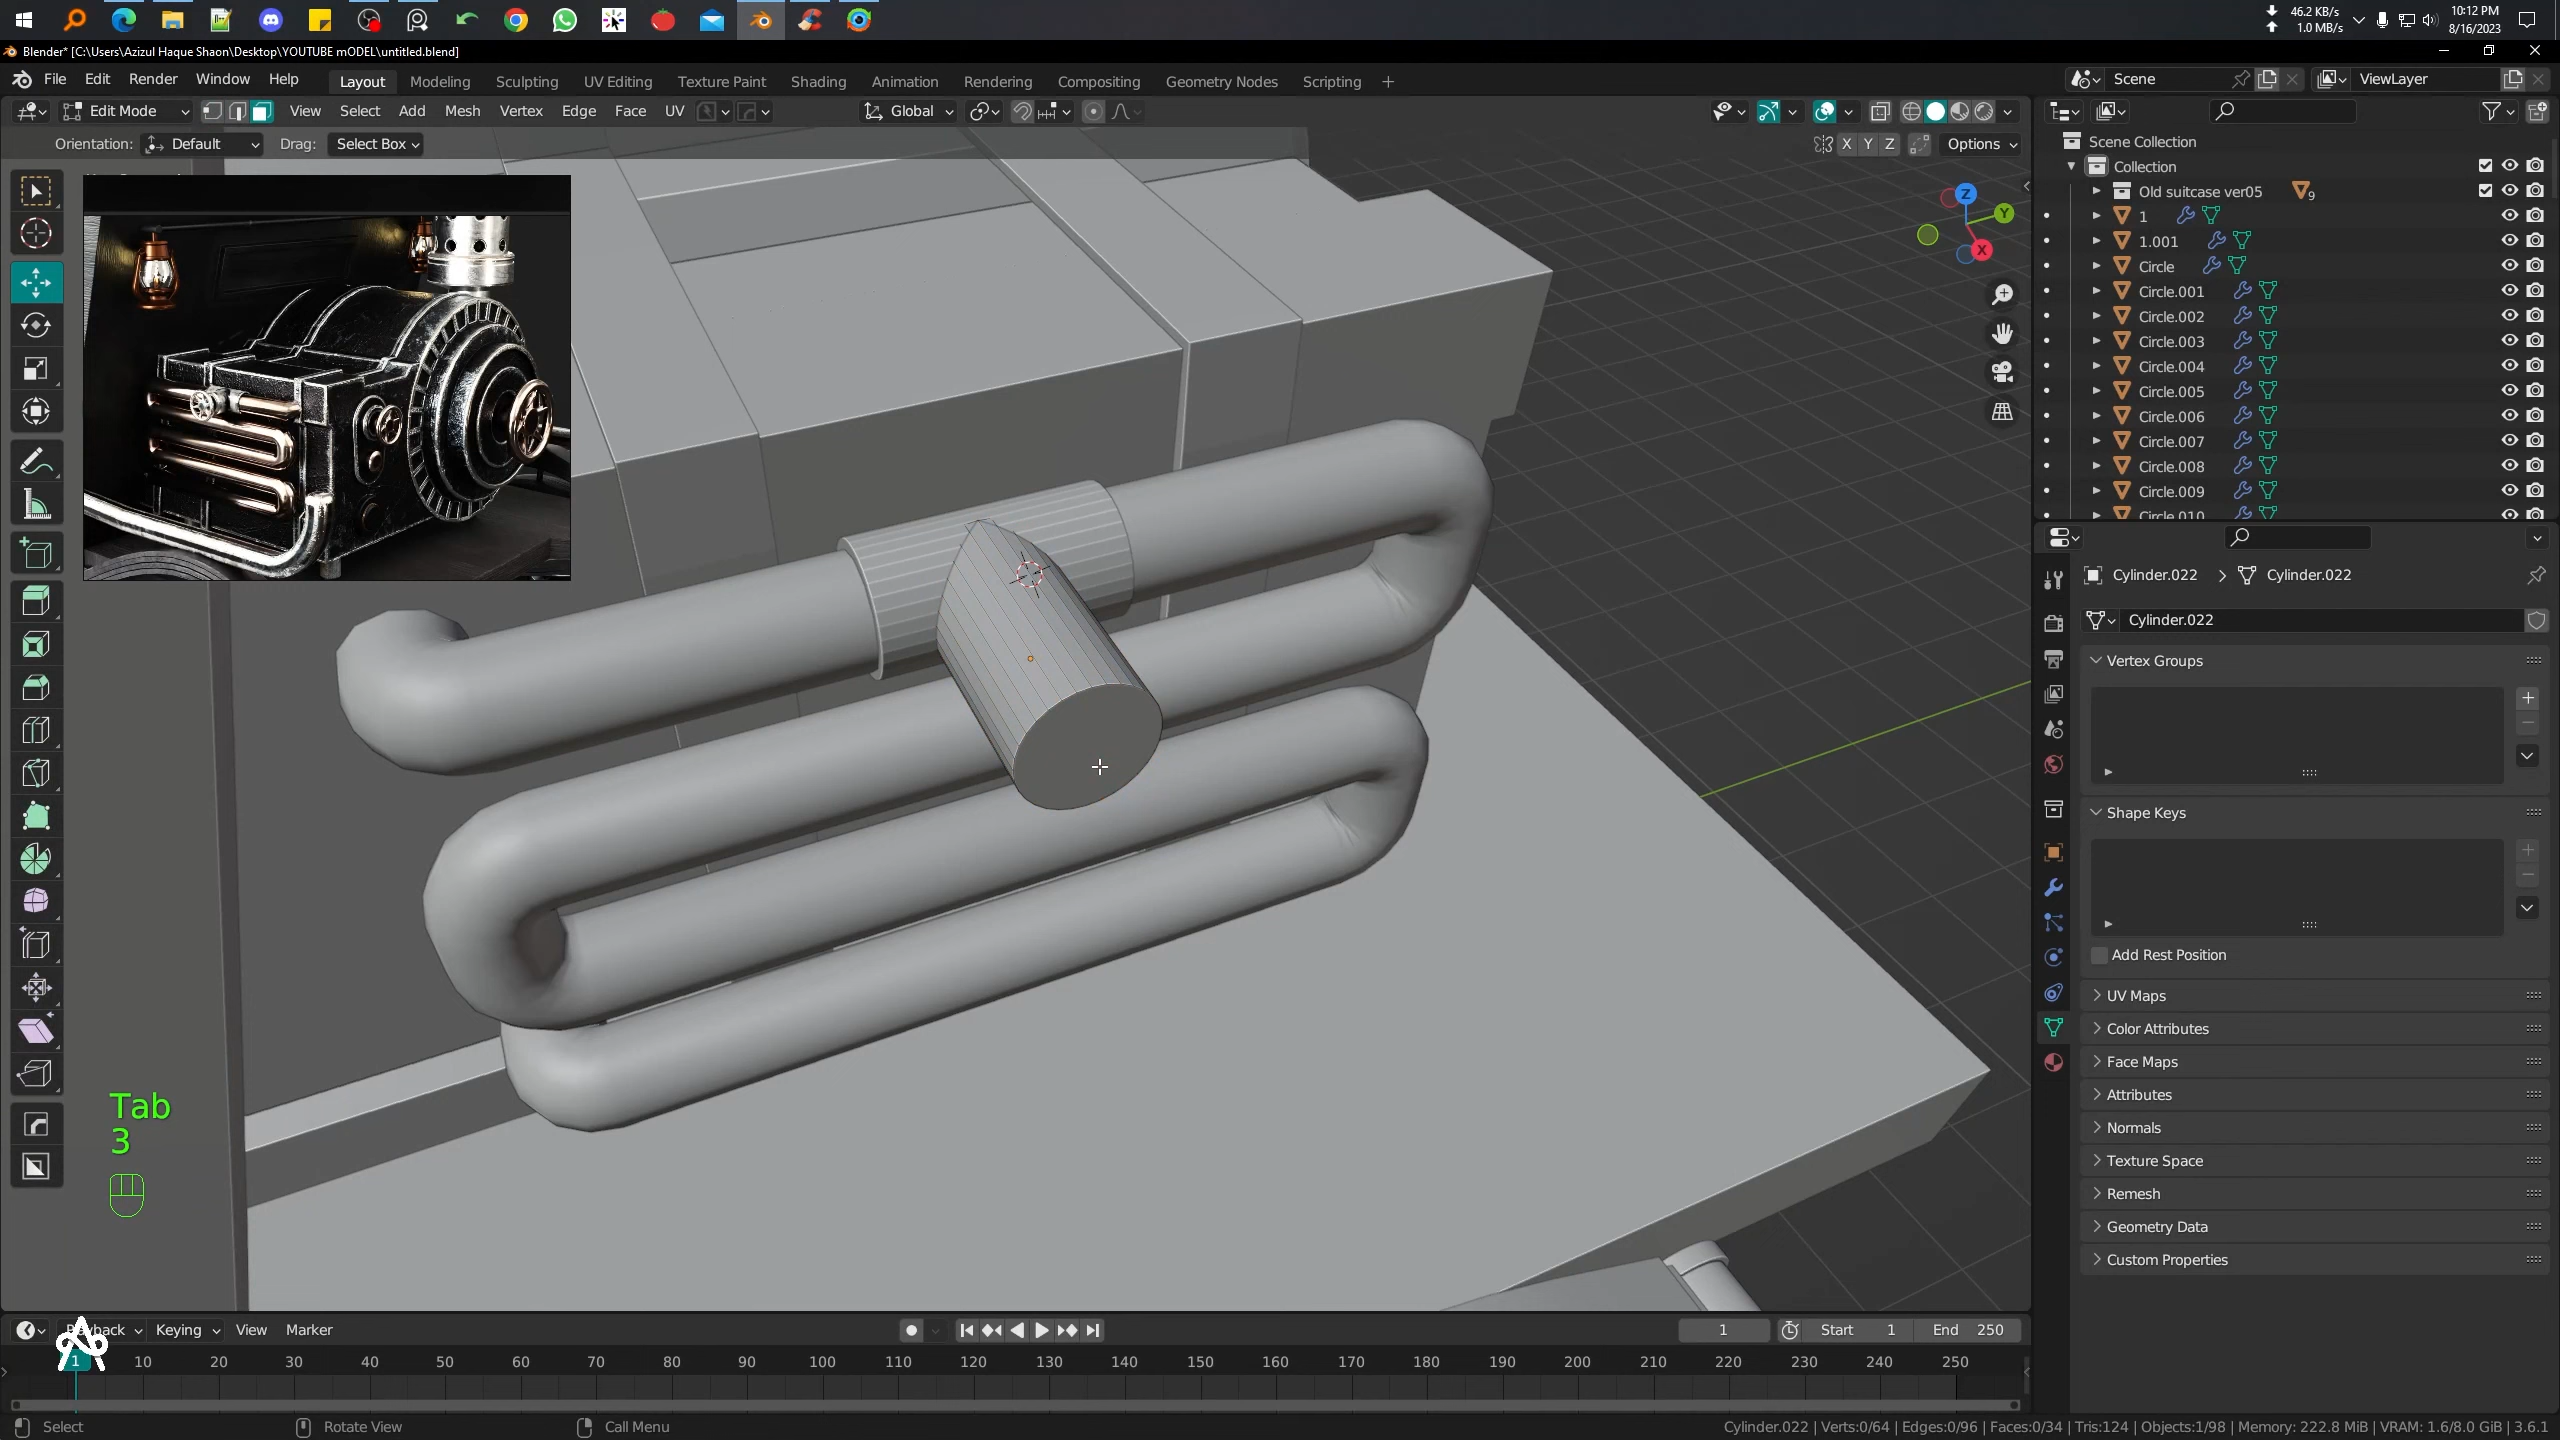 46.2 KB/s
1.0 MB/s
10:12 PM
8/16/2023
Blender* [C:\Users\Azizul Haque Shaon\Desktop\YOUTUBE mODEL\untitled.blend]
File Edit Render Window Help Layout Modeling Sculpting UV Editing Texture Paint Shading Animation Rendering Compositing Geometry Nodes Scripting + Scene ViewLayer
Edit Mode View Select Add Mesh Vertex Edge Face UV Global
Orientation: Default Drag: Select Box X Y Z Options
Scene Collection
Collection
Old suitcase ver05 9
1
1.001
Circle
Circle.001
Circle.002
Circle.003
Circle.004
Circle.005
Circle.006
Circle.007
Circle.008
Circle.009
Circle.010
Z
Y
X
Cylinder.022 > Cylinder.022
Cylinder.022
Vertex Groups
Shape Keys
Add Rest Position
UV Maps
Color Attributes
Face Maps
Attributes
Normals
Texture Space
Remesh
Geometry Data
Custom Properties
Tab
3
Playback Keying View Marker 1 Start 1 End 250
1 10 20 30 40 50 60 70 80 90 100 110 120 130 140 150 160 170 180 190 200 210 220 230 240 250
Select Rotate View Call Menu Cylinder.022 | Verts:0/64 | Edges:0/96 | Faces:0/34 | Tris:124 | Objects:1/98 | Memory: 222.8 MiB | VRAM: 1.6/8.0 GiB | 3.6.1